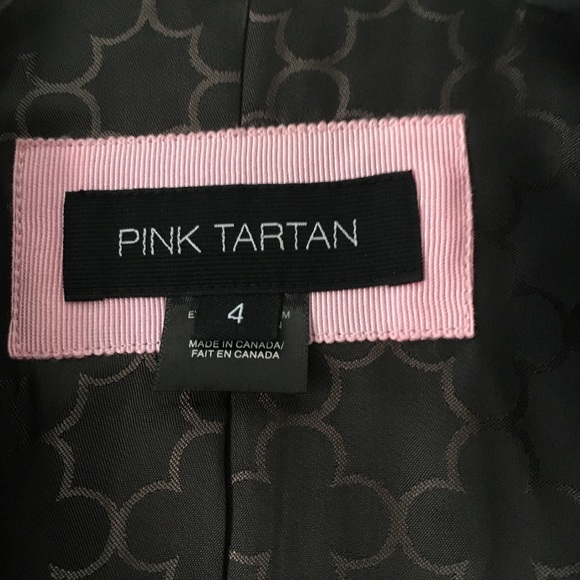 PINK TARTAN
4
MADE IN CANADA/
FAIT EN CANADA